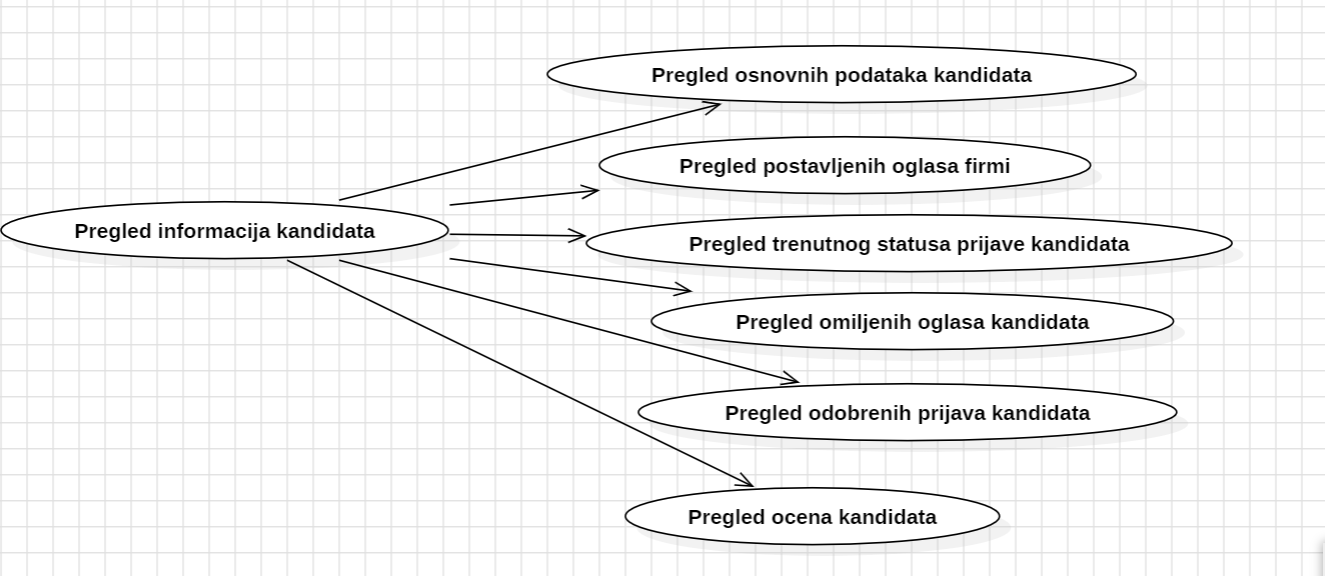 Pregled osnovnih podataka kandidata
Pregled postavljenih oglasa firmi
Pregled informacija kandidata
Pregled trenutnog statusa prijave kandidata
Pregled omiljenih oglasa kandidata
Pregled odobrenih prijava kandidata
Pregled ocena kandidata